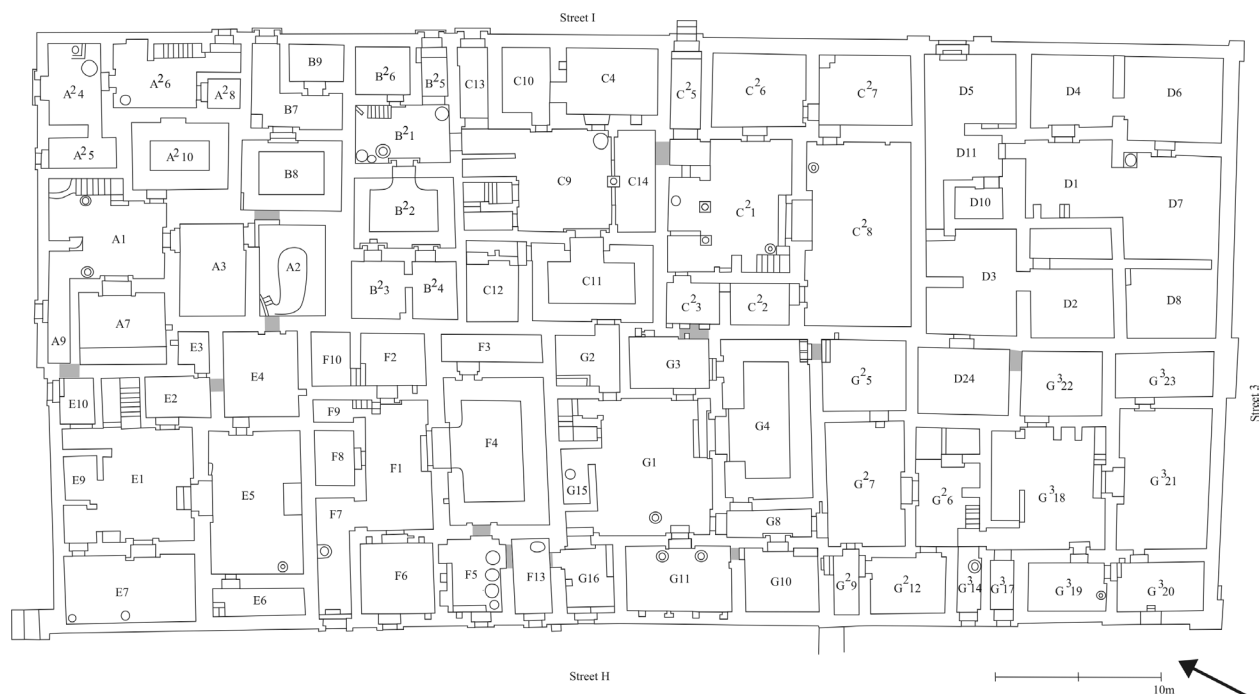 Street I
A²4
A²6
A²8
B9
B7
B²6
B²5
C13
C10
C4
C²5
C²6
C²7
D5
D4
D6
A²5
A²10
B8
B²1
C9
C14
C²1
D11
D10
D1
D7
A1
A3
A2
B²2
C²8
D3
A7
A9
B²3
B²4
C12
C11
C²3
C²2
D2
D8
E3
E4
F10
F2
F3
G2
G3
G²5
D24
G³22
G³23
E10
E2
F9
G4
Street 3
E9
E1
E5
F8
F1
F4
G15
G1
G²7
G²6
G³18
G³21
F7
G8
E7
E6
F6
F5
F13
G16
G11
G10
G²9
G²12
G³14
G³17
G³19
G³20
Street H
10m